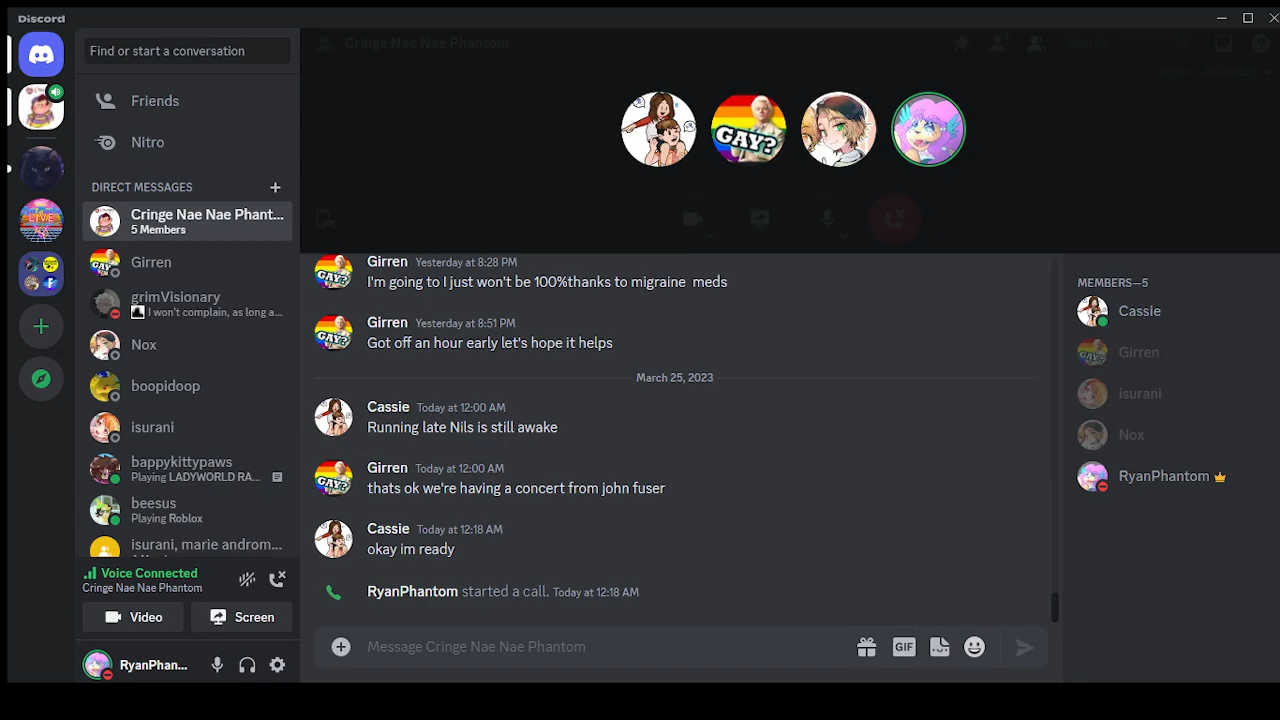 Discord
Find or start a conversation
Friends
Nitro
DIRECT MESSAGES
Cringe Nae Nae Phant...
5 Members
Girren
grimVisionary
I won't complain, as long a...
Nox
boopidoop
isurani
bappykittypaws
Playing LADYWORLD RA...
beesus
Playing Roblox
isurani, marie androm...
Voice Connected
Cringe Nae Nae Phantom
Video
Screen
RyanPhan...
LIVE
Cringe Nae Nae Phantom
Search
GAY?
Girren Yesterday at 8:28 PM
I'm going to I just won't be 100%thanks to migraine meds
Girren Yesterday at 8:51 PM
Got off an hour early let's hope it helps
March 25, 2023
Cassie Today at 12:00 AM
Running late Nils is still awake
Girren Today at 12:00 AM
thats ok we're having a concert from john fuser
Cassie Today at 12:18 AM
okay im ready
RyanPhantom started a call. Today at 12:18 AM
Message Cringe Nae Nae Phantom
GIF
MEMBERS—5
Cassie
Girren
isurani
Nox
RyanPhantom